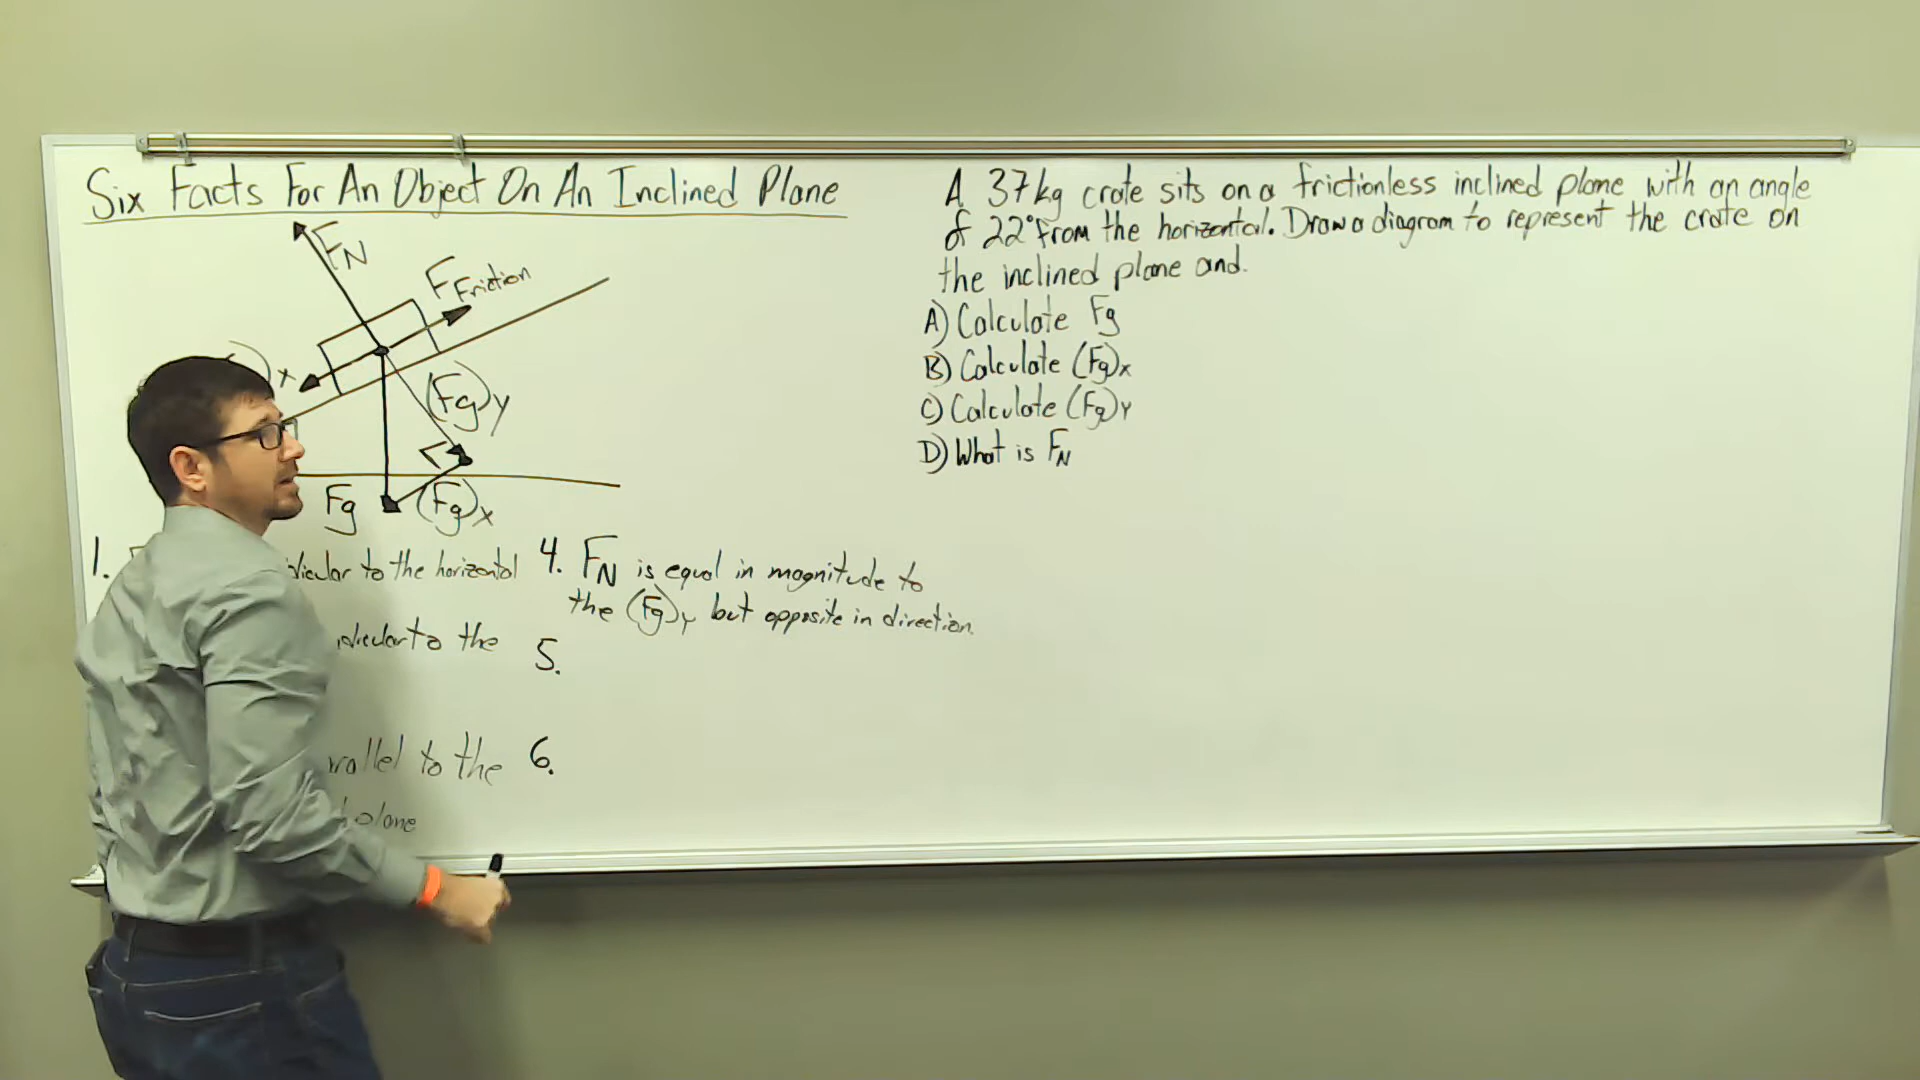 Six Facts For An Object On An Inclined Plane
FN
F Friction
x
(Fg)y
Fg
(Fg)x
1.
dicular to the horizontal
dicular to the
rallel to the
plane
4. FN is equal in magnitude to
the (Fg)y but opposite in direction.
5.
6.
A 37kg crate sits on a frictionless inclined plane with an angle
of 22° from the horizontal. Draw a diagram to represent the crate on
the inclined plane and.
A) Calculate Fg
B) Calculate (Fg)x
C) Calculate (Fg)y
D) What is FN